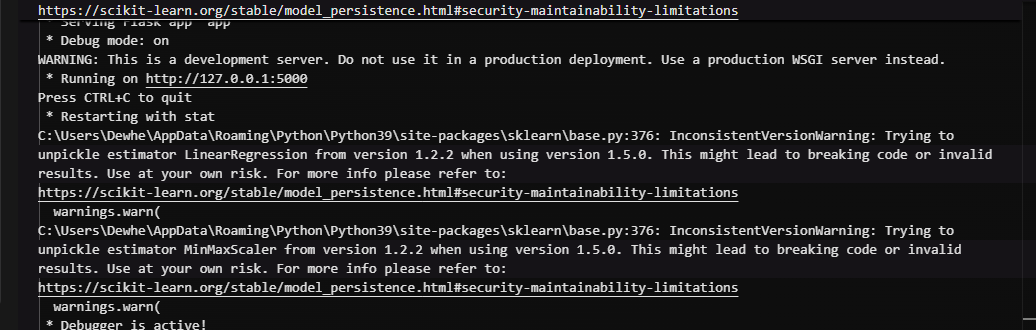 https://scikit-learn.org/stable/model_persistence.html#security-maintainability-limitations
* Serving Flask app 'app'
* Debug mode: on
WARNING: This is a development server. Do not use it in a production deployment. Use a production WSGI server instead.
* Running on http://127.0.0.1:5000
Press CTRL+C to quit
* Restarting with stat
C:\Users\Dewhe\AppData\Roaming\Python\Python39\site-packages\sklearn\base.py:376: InconsistentVersionWarning: Trying to
unpickle estimator LinearRegression from version 1.2.2 when using version 1.5.0. This might lead to breaking code or invalid
results. Use at your own risk. For more info please refer to:
https://scikit-learn.org/stable/model_persistence.html#security-maintainability-limitations
warnings.warn(
C:\Users\Dewhe\AppData\Roaming\Python\Python39\site-packages\sklearn\base.py:376: InconsistentVersionWarning: Trying to
unpickle estimator MinMaxScaler from version 1.2.2 when using version 1.5.0. This might lead to breaking code or invalid
results. Use at your own risk. For more info please refer to:
https://scikit-learn.org/stable/model_persistence.html#security-maintainability-limitations
warnings.warn(
* Debugger is active!